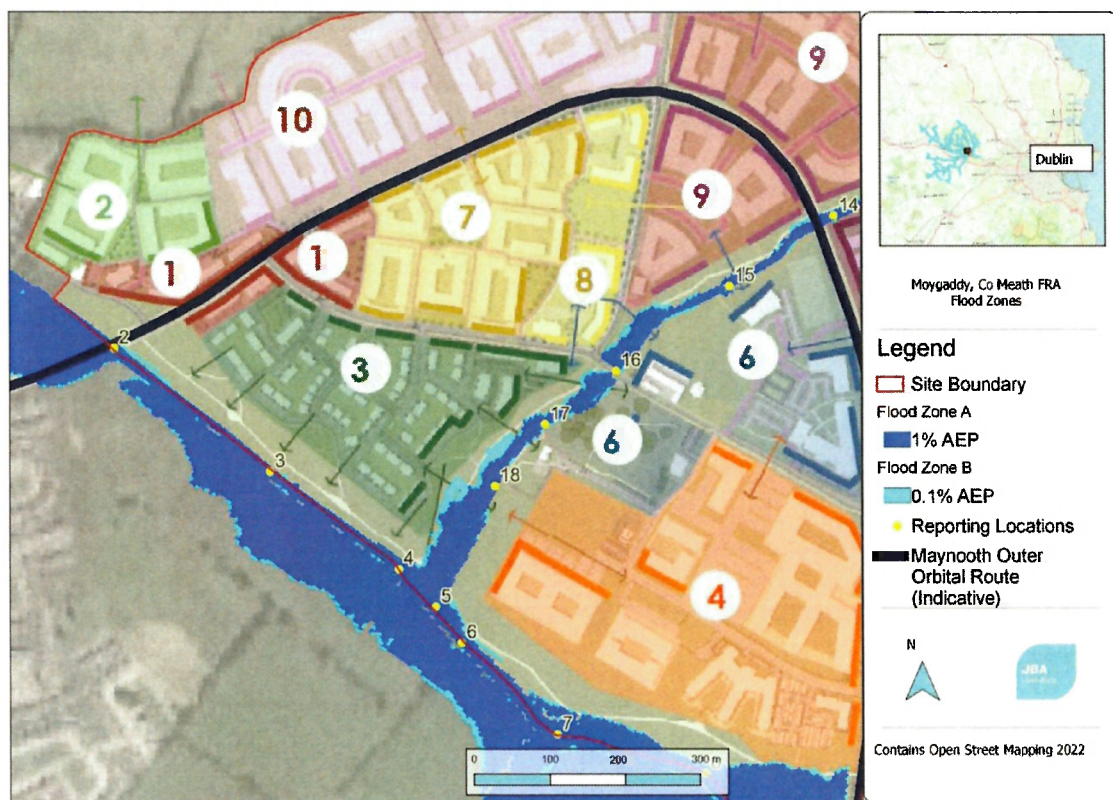 10
9
2
7
9
14
1
1
15
8
2
3
16
6
6
17
18
3
4
4
5
6
7
0 100 200 300 m
Dublin
Moygaddy, Co Meath FRA
Flood Zones
Legend
Site Boundary
Flood Zone A
1% AEP
Flood Zone B
0.1% AEP
Reporting Locations
Maynooth Outer
Orbital Route
(Indicative)
N
JBA
Contains Open Street Mapping 2022